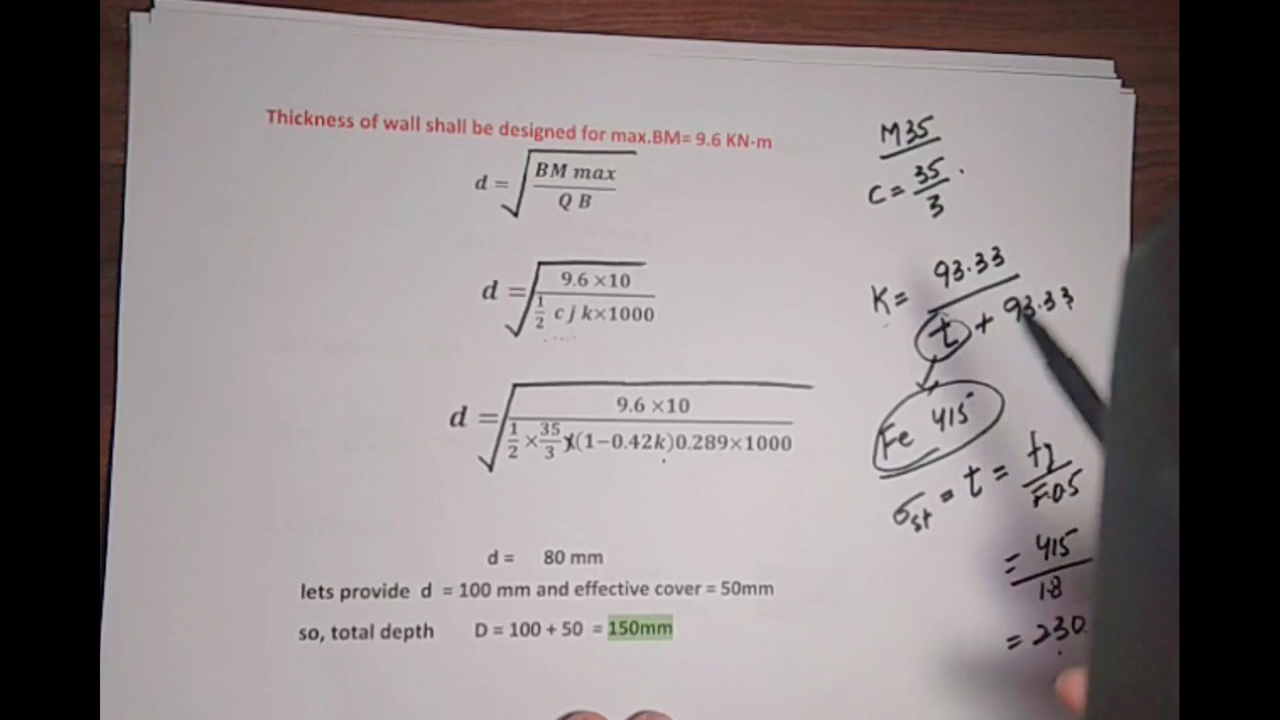 Thickness of wall shall be designed for max.BM= 9.6 KN-m
d = √(BM max / Q B)
d = √(9.6 ×10 / ½ c j k×1000)
d = √(9.6 ×10 / ½ × 35/3 ×(1−0.42k)0.289×1000)
d = 80 mm
lets provide d = 100 mm and effective cover = 50mm
so, total depth D = 100 + 50 = 150mm
M35
C = 35/3
K = 93.33 / t + 93.33
Fe 415
σst = t = fy / FOS
= 415 / 1.8
= 230